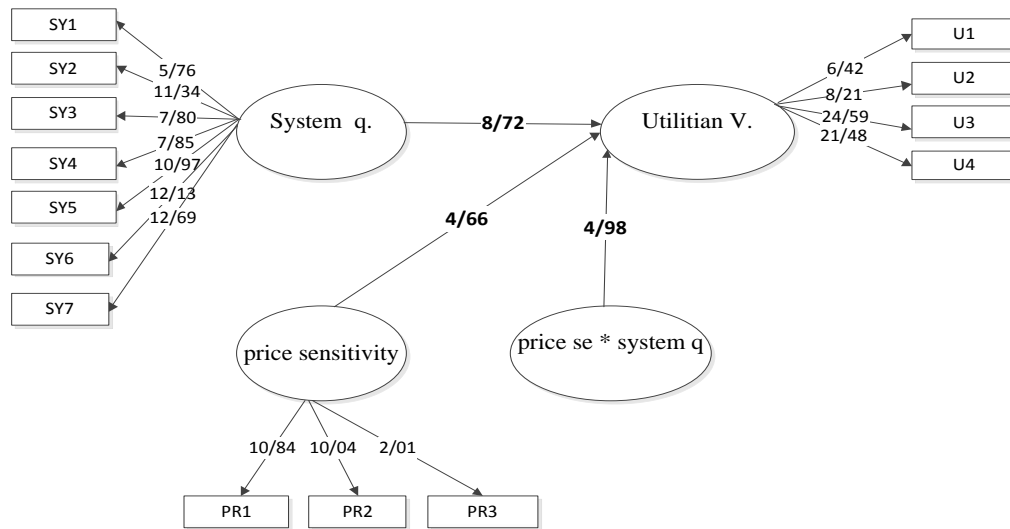 SY1
SY2
SY3
SY4
SY5
SY6
SY7
5/76
11/34
7/80
7/85
10/97
12/13
12/69
System q.
8/72
Utilitian V.
6/42
8/21
24/59
21/48
U1
U2
U3
U4
4/66
4/98
price sensitivity
price se * system q
10/84
10/04
2/01
PR1
PR2
PR3